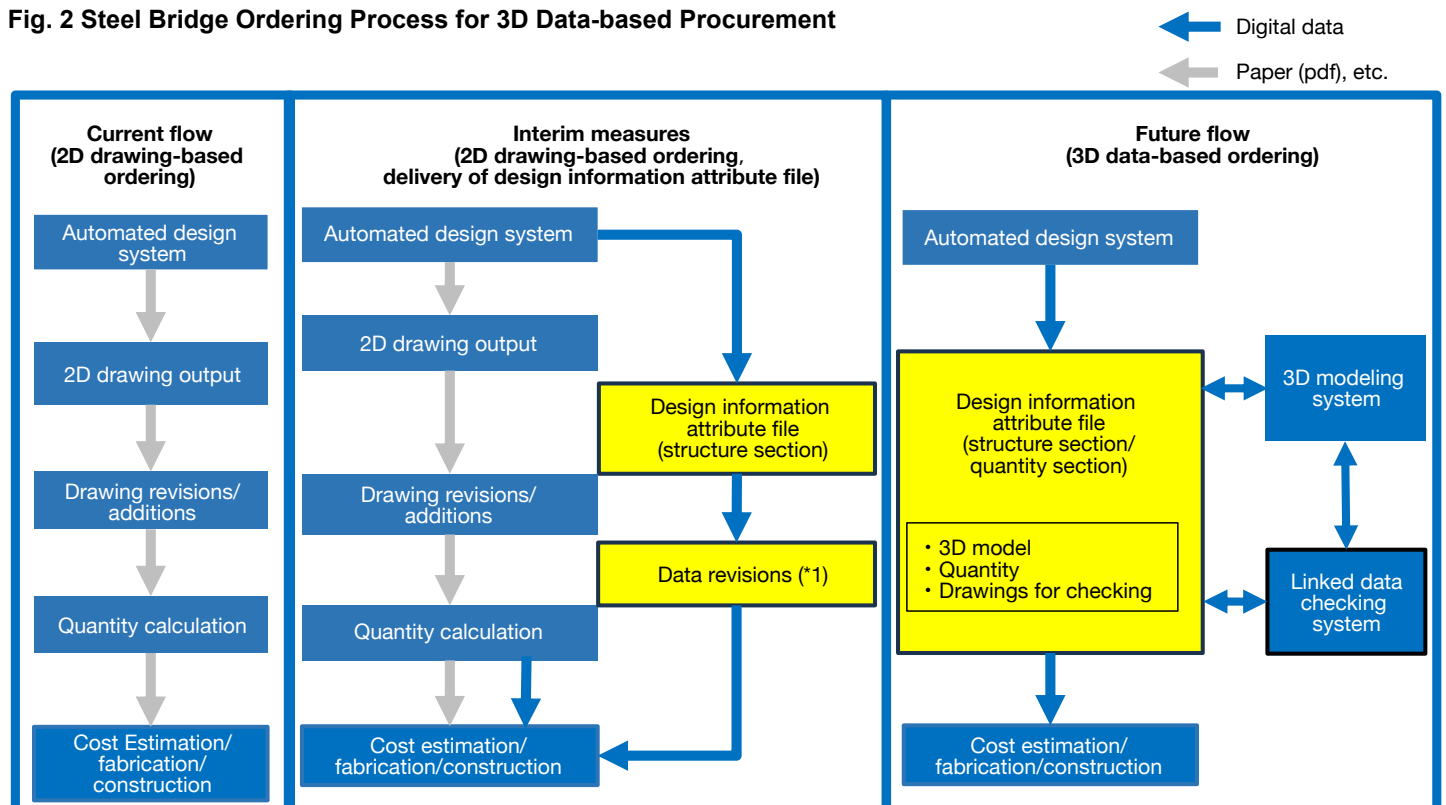 Fig. 2 Steel Bridge Ordering Process for 3D Data-based Procurement
Digital data
Paper (pdf), etc.
Current flow
(2D drawing-based
ordering)
Automated design
system
2D drawing output
Drawing revisions/
additions
Quantity calculation
Cost Estimation/
fabrication/
construction
Interim measures
(2D drawing-based ordering,
delivery of design information attribute file)
Automated design system
2D drawing output
Design information
attribute file
(structure section)
Drawing revisions/
additions
Data revisions (*1)
Quantity calculation
Cost estimation/
fabrication/construction
Future flow
(3D data-based ordering)
Automated design system
Design information
attribute file
(structure section/
quantity section)
・3D model
・Quantity
・Drawings for checking
3D modeling
system
Linked data
checking
system
Cost estimation/
fabrication/construction